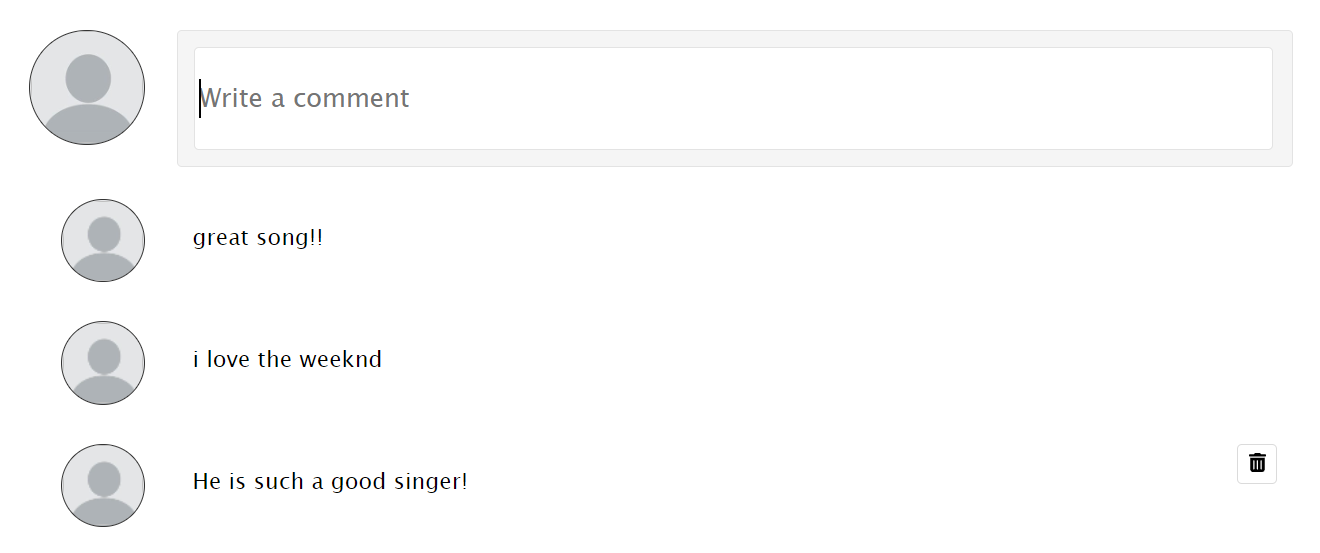 Write a comment
great song!!
i love the weeknd
He is such a good singer!